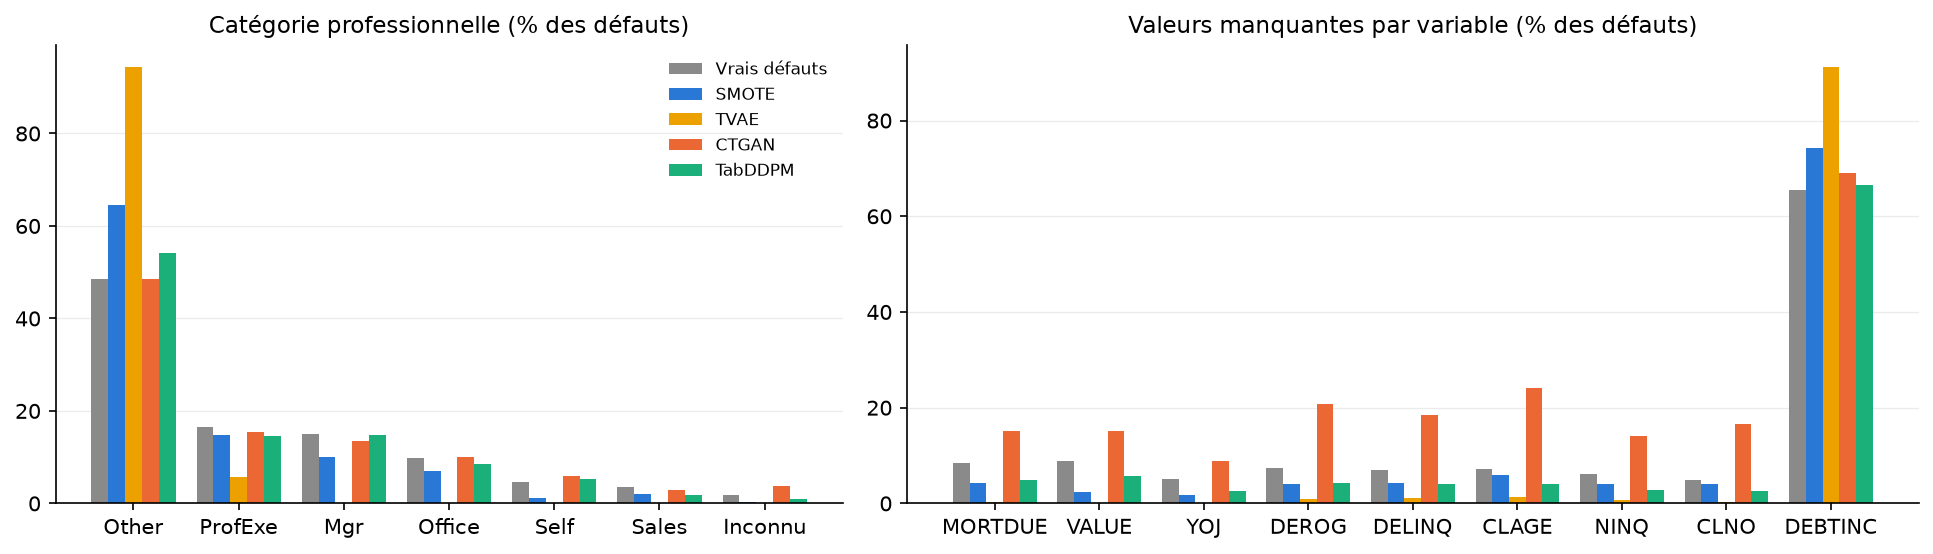 Catégorie professionnelle (% des défauts)
Vrais défauts
SMOTE
TVAE
CTGAN
TabDDPM
80
60
40
20
0
Other ProfExe Mgr Office Self Sales Inconnu
Valeurs manquantes par variable (% des défauts)
80
60
40
20
0
MORTDUE VALUE YOJ DEROG DELINQ CLAGE NINQ CLNO DEBTINC